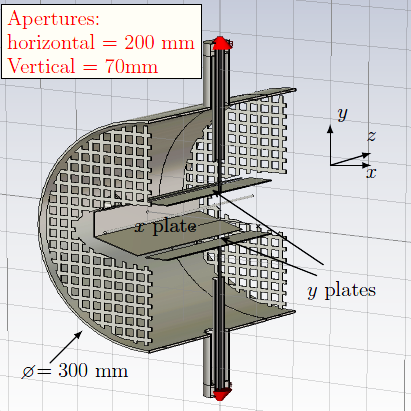 Apertures:
horizontal = 200 mm
Vertical = 70mm
y
z
x
x plate
y plates
⌀= 300 mm